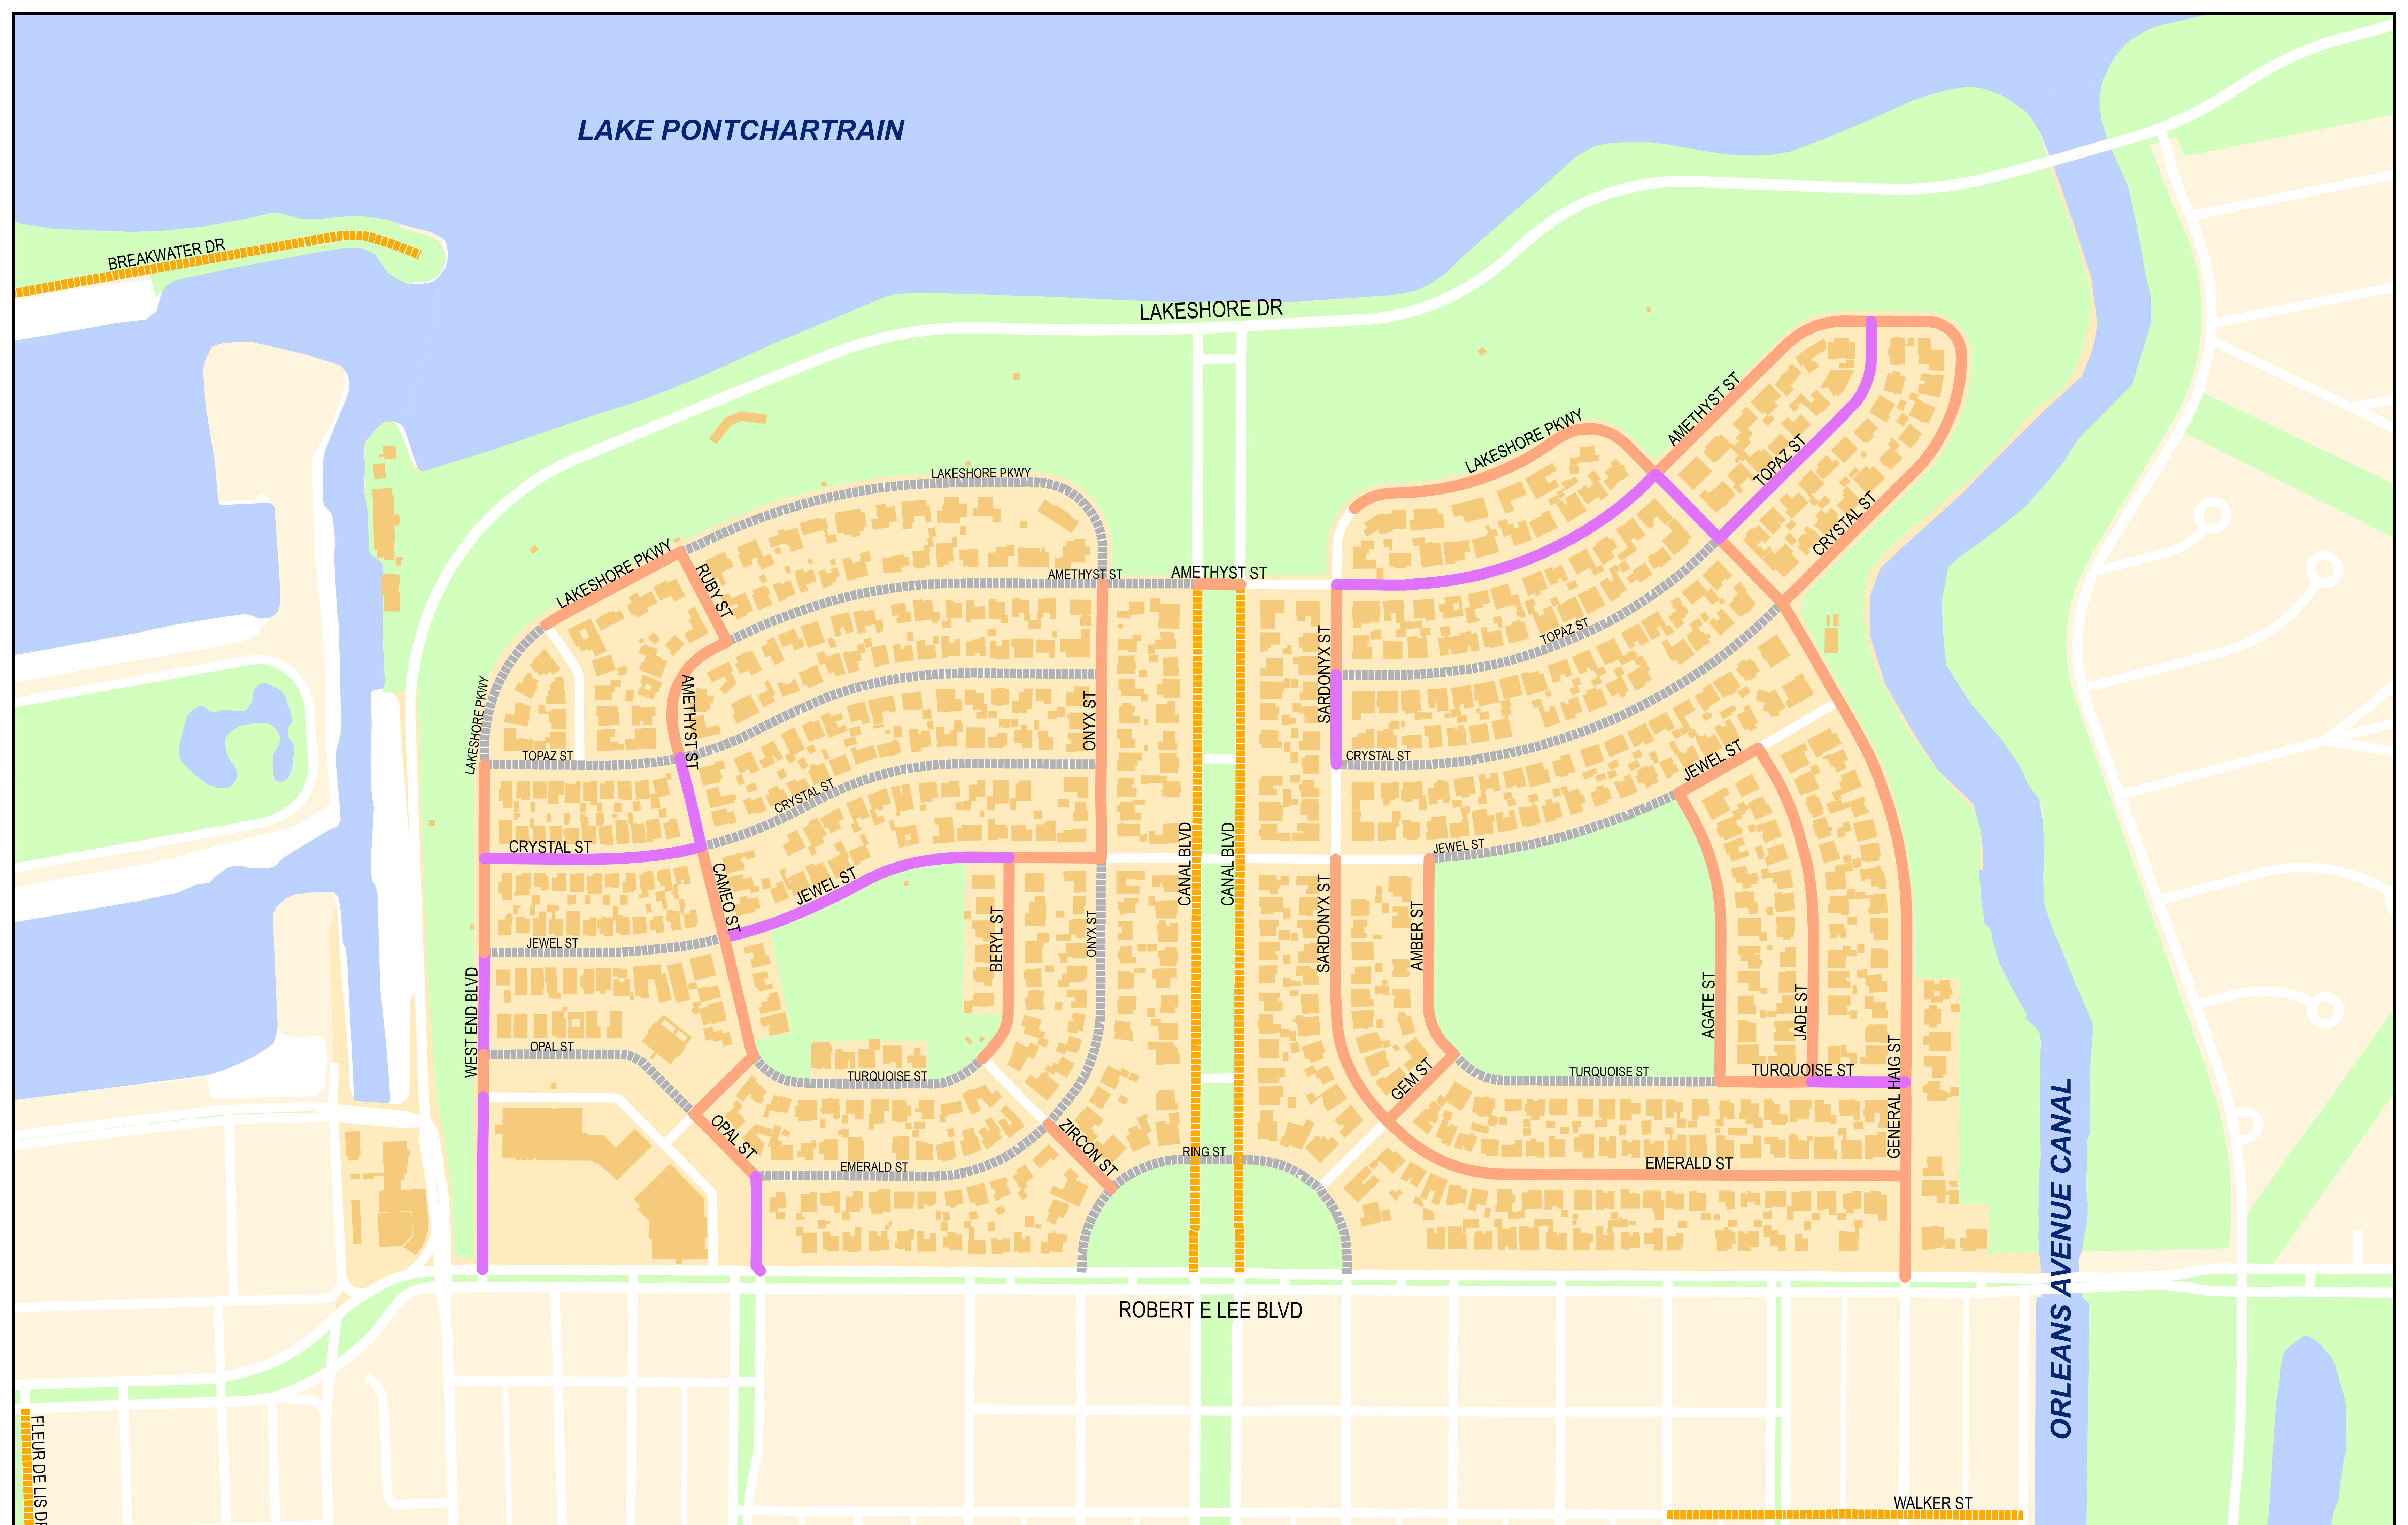 LAKE PONTCHARTRAIN
BREAKWATER DR
LAKESHORE DR
AMETHYST ST
LAKESHORE PKWY
TOPAZ ST
LAKESHORE PKWY
CRYSTAL ST
LAKESHORE PKWY
RUBY ST
AMETHYST ST
AMETHYST ST
SARDONYX ST
TOPAZ ST
LAKESHORE PKWY
AMETHYST ST
ONYX ST
TOPAZ ST
CRYSTAL ST
JEWEL ST
CRYSTAL ST
CANAL BLVD
CANAL BLVD
JEWEL ST
CRYSTAL ST
CAMEO ST
JEWEL ST
SARDONYX ST
AMBER ST
BERYL ST
ONYX ST
JEWEL ST
WEST END BLVD
AGATE ST
JADE ST
OPAL ST
TURQUOISE ST
GEM ST
TURQUOISE ST
TURQUOISE ST
GENERAL HAIG ST
OPAL ST
ZIRCON ST
RING ST
EMERALD ST
EMERALD ST
ORLEANS AVENUE CANAL
ROBERT E LEE BLVD
FLEUR DE LIS DR
WALKER ST